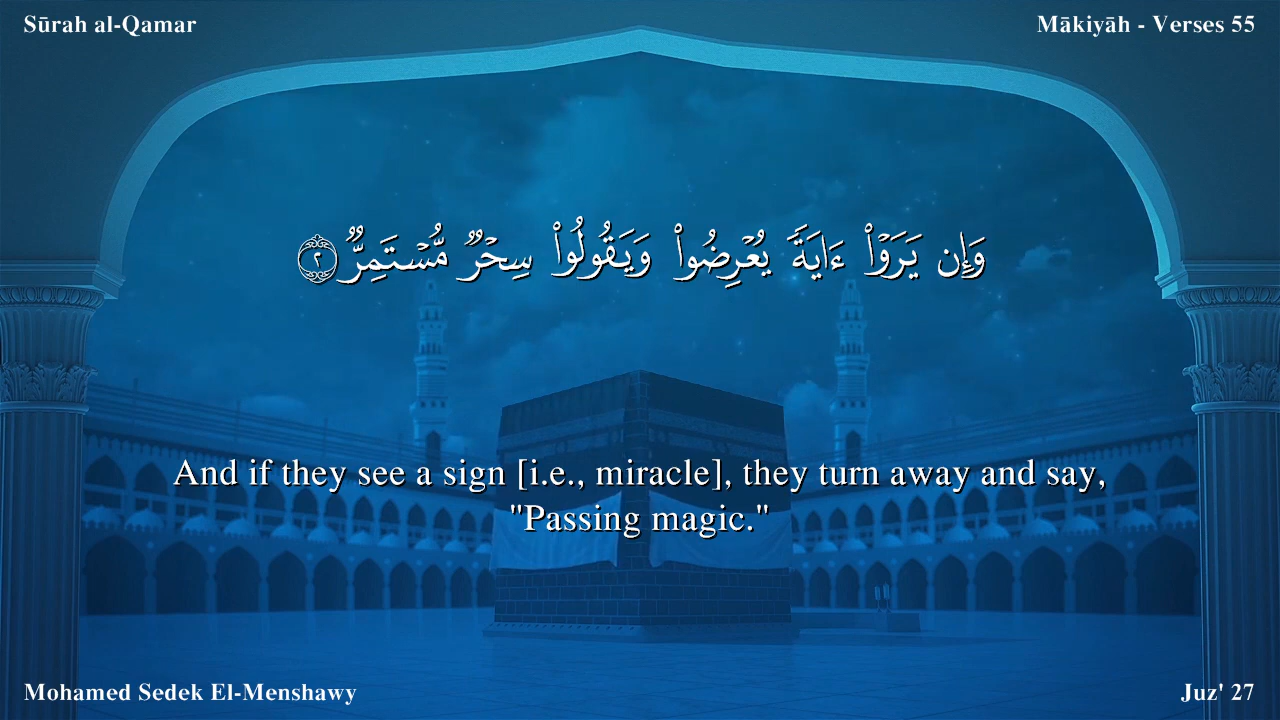 Sūrah al-Qamar
Mākiyāh - Verses 55
وَإِن يَرَوْا۟ ءَايَةً يُعْرِضُوا۟ وَيَقُولُوا۟ سِحْرٌ مُّسْتَمِرٌّ ٢
And if they see a sign [i.e., miracle], they turn away and say,
"Passing magic."
Mohamed Sedek El-Menshawy
Juz' 27